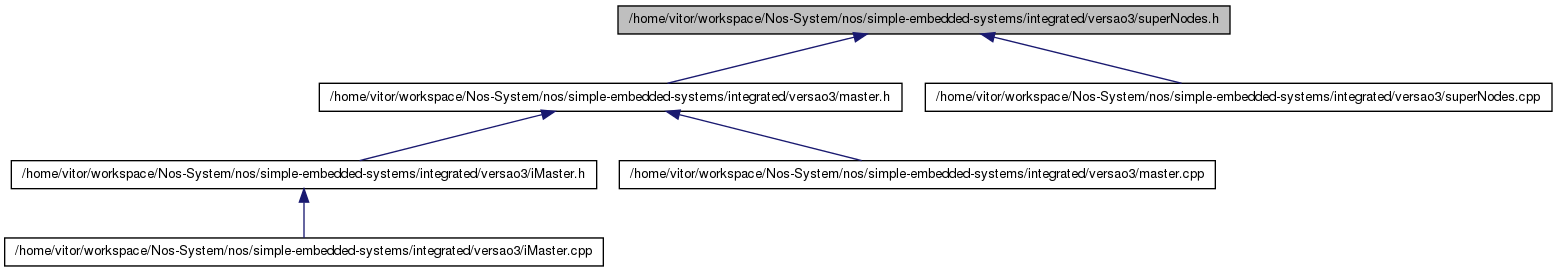 /home/vitor/workspace/Nos-System/nos/simple-embedded-systems/integrated/versao3/superNodes.h
/home/vitor/workspace/Nos-System/nos/simple-embedded-systems/integrated/versao3/master.h
/home/vitor/workspace/Nos-System/nos/simple-embedded-systems/integrated/versao3/superNodes.cpp
/home/vitor/workspace/Nos-System/nos/simple-embedded-systems/integrated/versao3/iMaster.h
/home/vitor/workspace/Nos-System/nos/simple-embedded-systems/integrated/versao3/master.cpp
/home/vitor/workspace/Nos-System/nos/simple-embedded-systems/integrated/versao3/iMaster.cpp